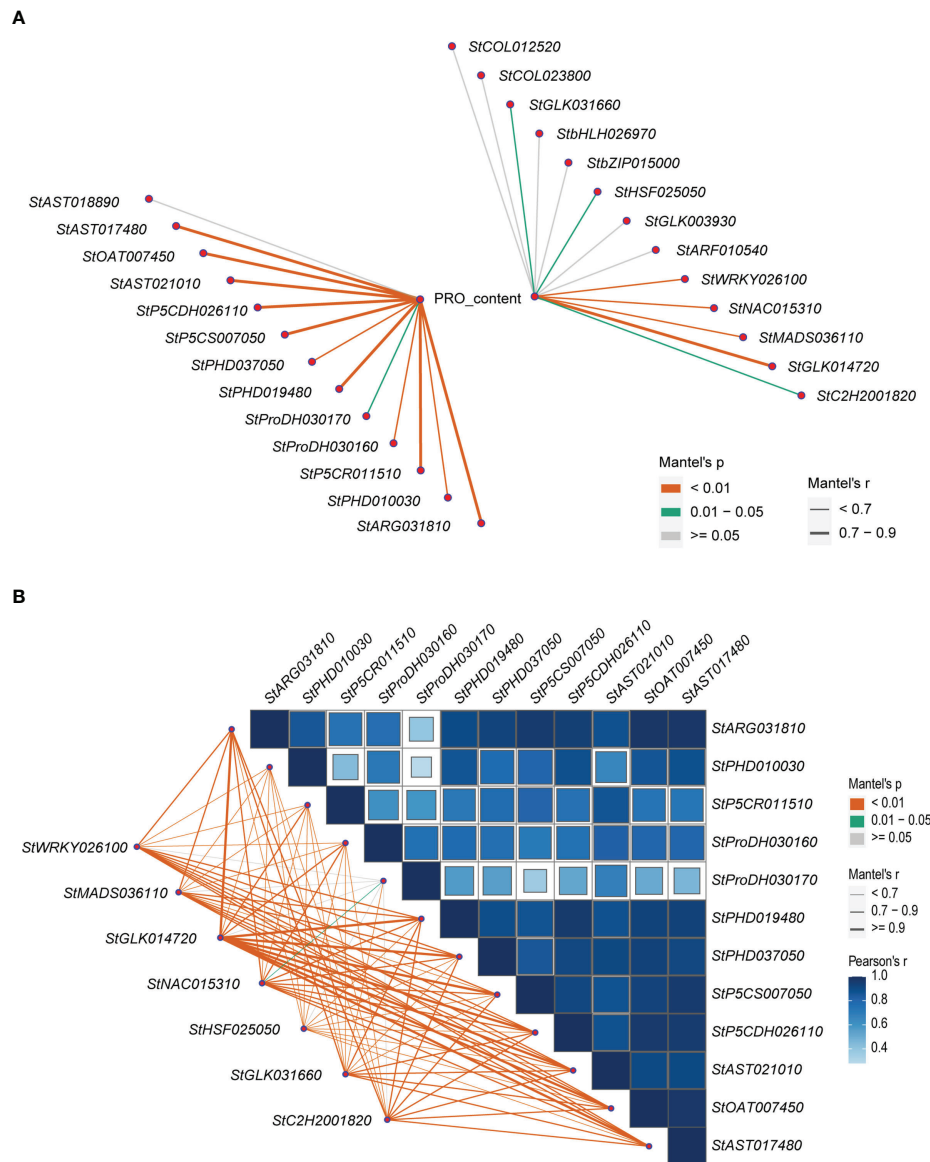 A
StCOL012520
StCOL023800
StGLK031660
StbHLH026970
StbZIP015000
StHSF025050
StGLK003930
StARF010540
StWRKY026100
StNAC015310
StMADS036110
StGLK014720
StC2H2001820
PRO_content
StAST018890
StAST017480
StOAT007450
StAST021010
StP5CDH026110
StP5CS007050
StPHD037050
StPHD019480
StProDH030170
StProDH030160
StP5CR011510
StPHD010030
StARG031810
Mantel's p
< 0.01
0.01 − 0.05
>= 0.05
Mantel's r
< 0.7
0.7 − 0.9
B
StARG031810
StPHD010030
StP5CR011510
StProDH030160
StProDH030170
StPHD019480
StPHD037050
StP5CS007050
StP5CDH026110
StAST021010
StOAT007450
StAST017480
StARG031810
StPHD010030
StP5CR011510
StProDH030160
StProDH030170
StPHD019480
StPHD037050
StP5CS007050
StP5CDH026110
StAST021010
StOAT007450
StAST017480
StWRKY026100
StMADS036110
StGLK014720
StNAC015310
StHSF025050
StGLK031660
StC2H2001820
Mantel's p
< 0.01
0.01 − 0.05
>= 0.05
Mantel's r
< 0.7
0.7 − 0.9
>= 0.9
Pearson's r
1.0
0.8
0.6
0.4